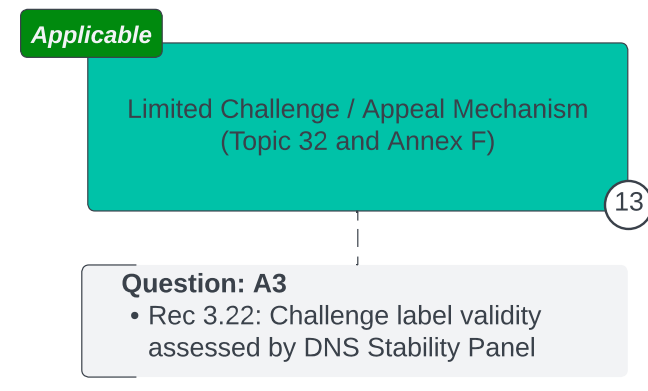 Applicable
Limited Challenge / Appeal Mechanism
(Topic 32 and Annex F)
13
Question: A3
• Rec 3.22: Challenge label validity
assessed by DNS Stability Panel